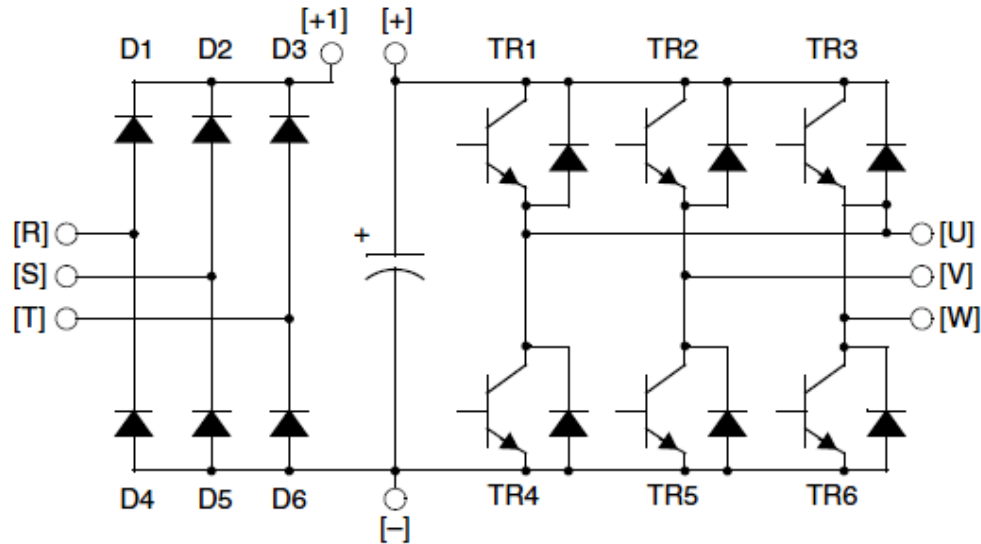 [+1] [+]
D1 D2 D3 TR1 TR2 TR3
[R] + [U]
[S] [V]
[T] [W]
D4 D5 D6 TR4 TR5 TR6
[–]